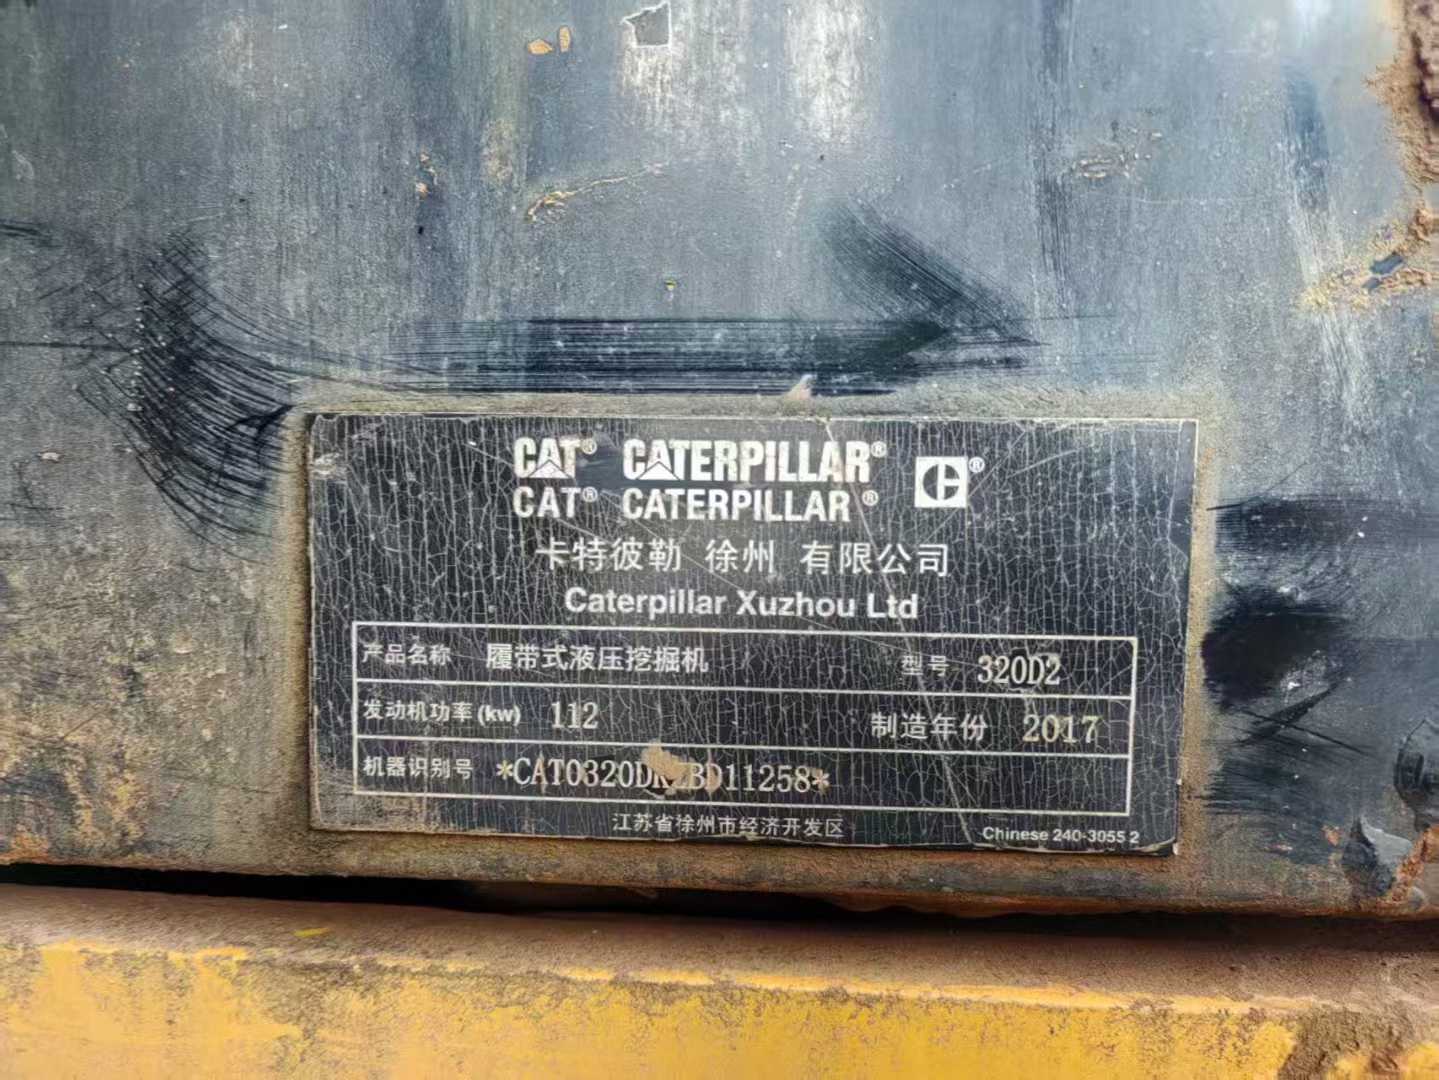 CAT® CATERPILLAR®
CAT® CATERPILLAR® C®
卡特彼勒 徐州 有限公司
Caterpillar Xuzhou Ltd
产品名称 履带式液压挖掘机 型号 320D2
发动机功率(kw) 112 制造年份 2017
机器识别号
江苏省徐州市经济开发区 Chinese 240-3055 2